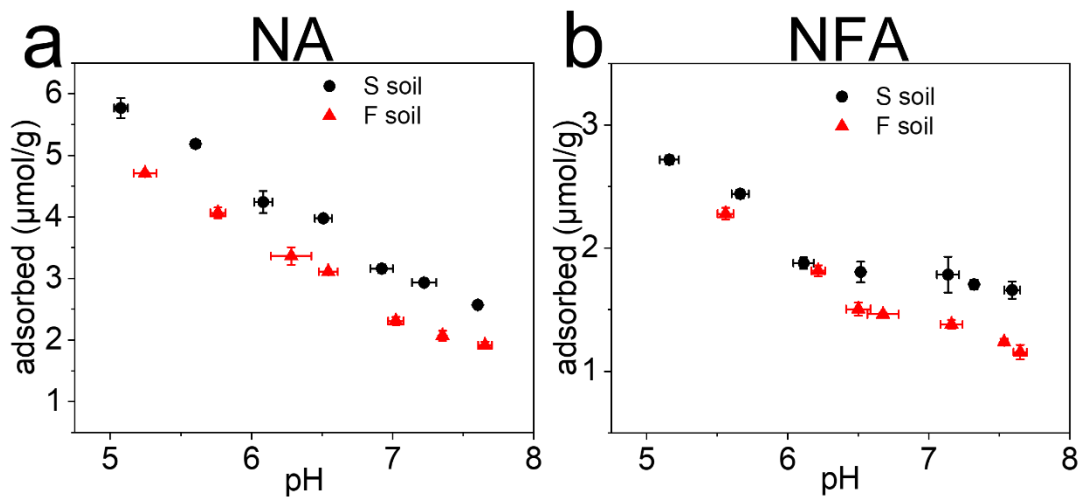 a
NA
S soil
F soil
adsorbed (μmol/g)
6
5
4
3
2
1
5
6
7
8
pH
b
NFA
S soil
F soil
adsorbed (μmol/g)
3
2
1
5
6
7
8
pH